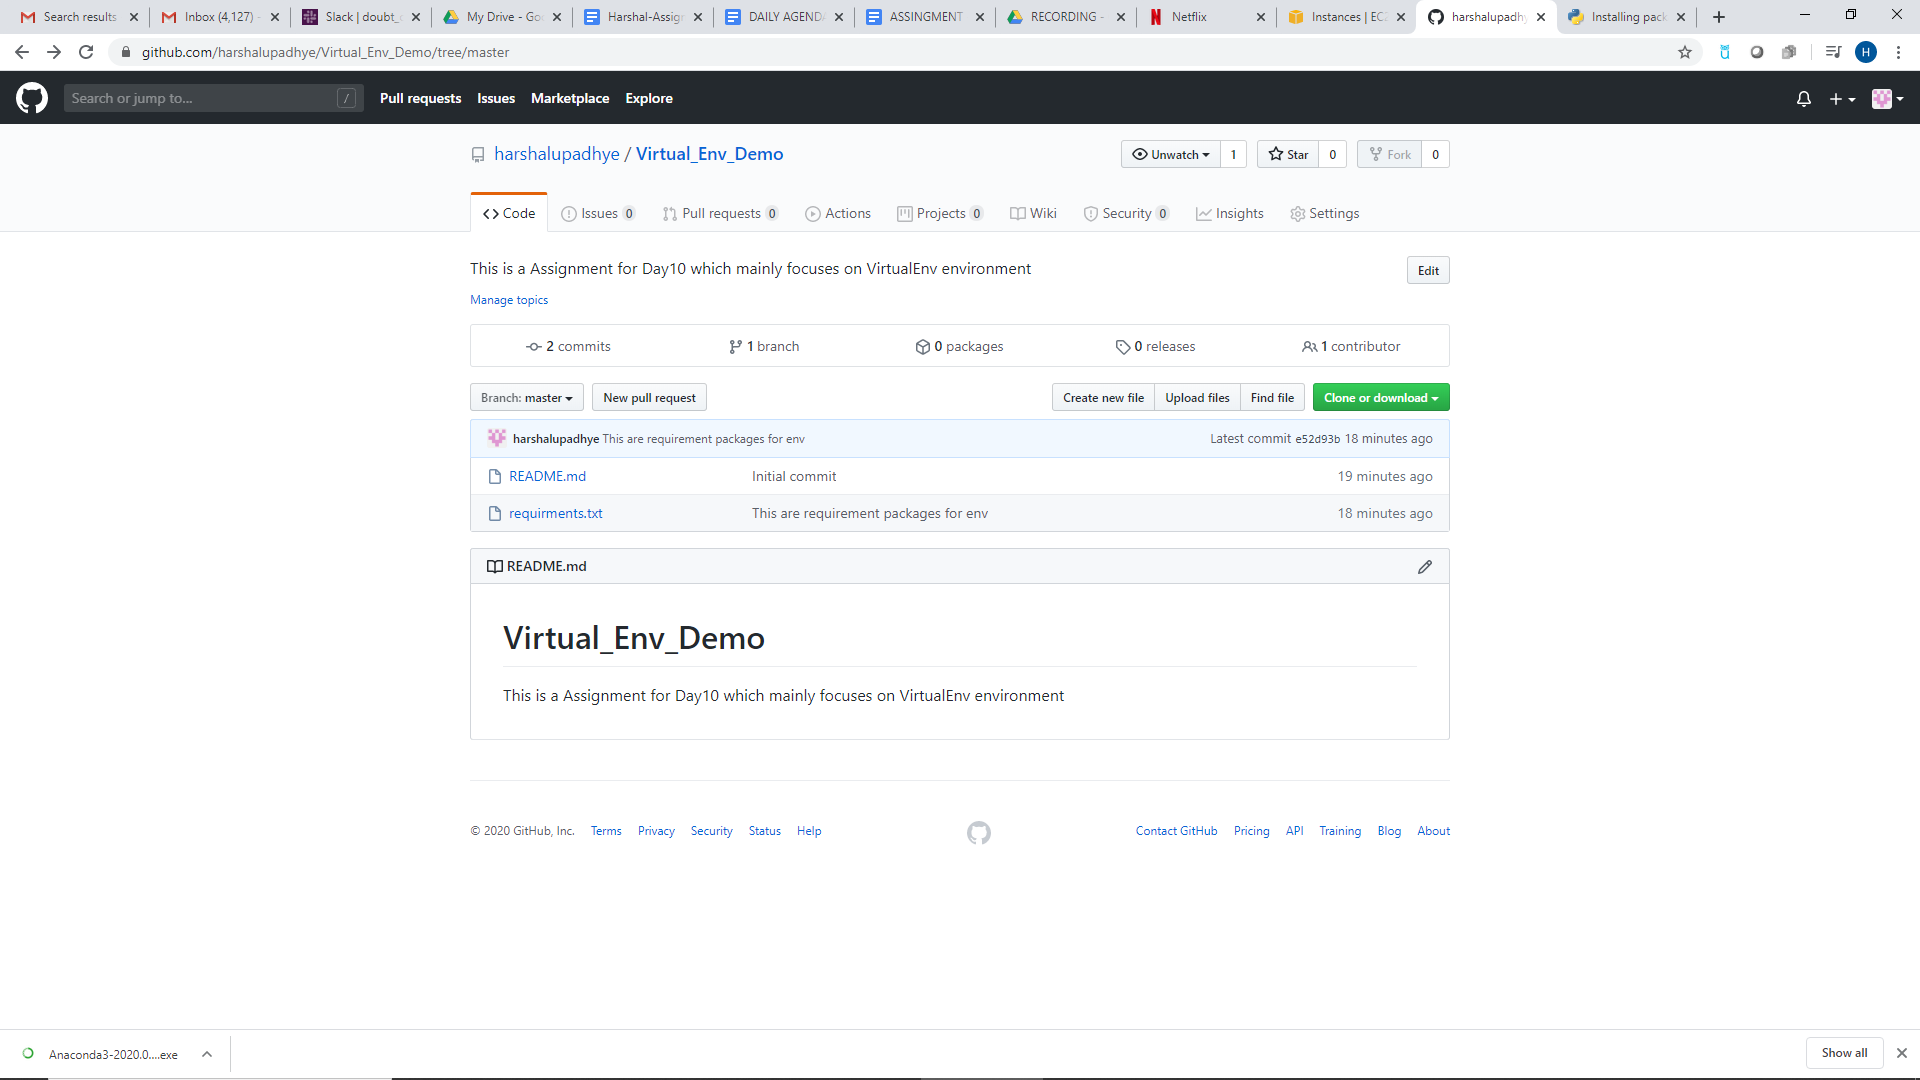 Search results
Inbox (4,127) -
Slack | doubt_
My Drive - Goo
Harshal-Assign
DAILY AGENDA
ASSINGMENT
RECORDING -
Netflix
Instances | EC2
harshalupadhy
Installing pack
github.com/harshalupadhye/Virtual_Env_Demo/tree/master
H
Search or jump to... /
Pull requests Issues Marketplace Explore
harshalupadhye / Virtual_Env_Demo
Unwatch 1 Star 0 Fork 0
Code Issues 0 Pull requests 0 Actions Projects 0 Wiki Security 0 Insights Settings
This is a Assignment for Day10 which mainly focuses on VirtualEnv environment
Edit
Manage topics
2 commits 1 branch 0 packages 0 releases 1 contributor
Branch: master New pull request Create new file Upload files Find file Clone or download
harshalupadhye This are requirement packages for env Latest commit e52d93b 18 minutes ago
README.md Initial commit 19 minutes ago
requirments.txt This are requirement packages for env 18 minutes ago
README.md
Virtual_Env_Demo
This is a Assignment for Day10 which mainly focuses on VirtualEnv environment
© 2020 GitHub, Inc. Terms Privacy Security Status Help Contact GitHub Pricing API Training Blog About
Anaconda3-2020.0....exe Show all